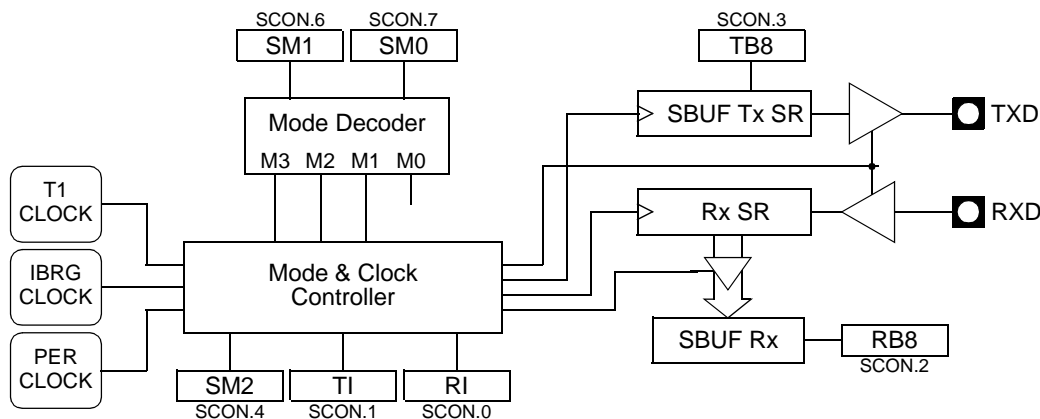 SCON.6
SCON.7
SCON.3
SM1
SM0
TB8
Mode Decoder
M3 M2 M1 M0
SBUF Tx SR
TXD
T1
CLOCK
Rx SR
RXD
IBRG
CLOCK
Mode & Clock
Controller
PER
CLOCK
SBUF Rx
RB8
SCON.2
SM2
TI
RI
SCON.4
SCON.1
SCON.0